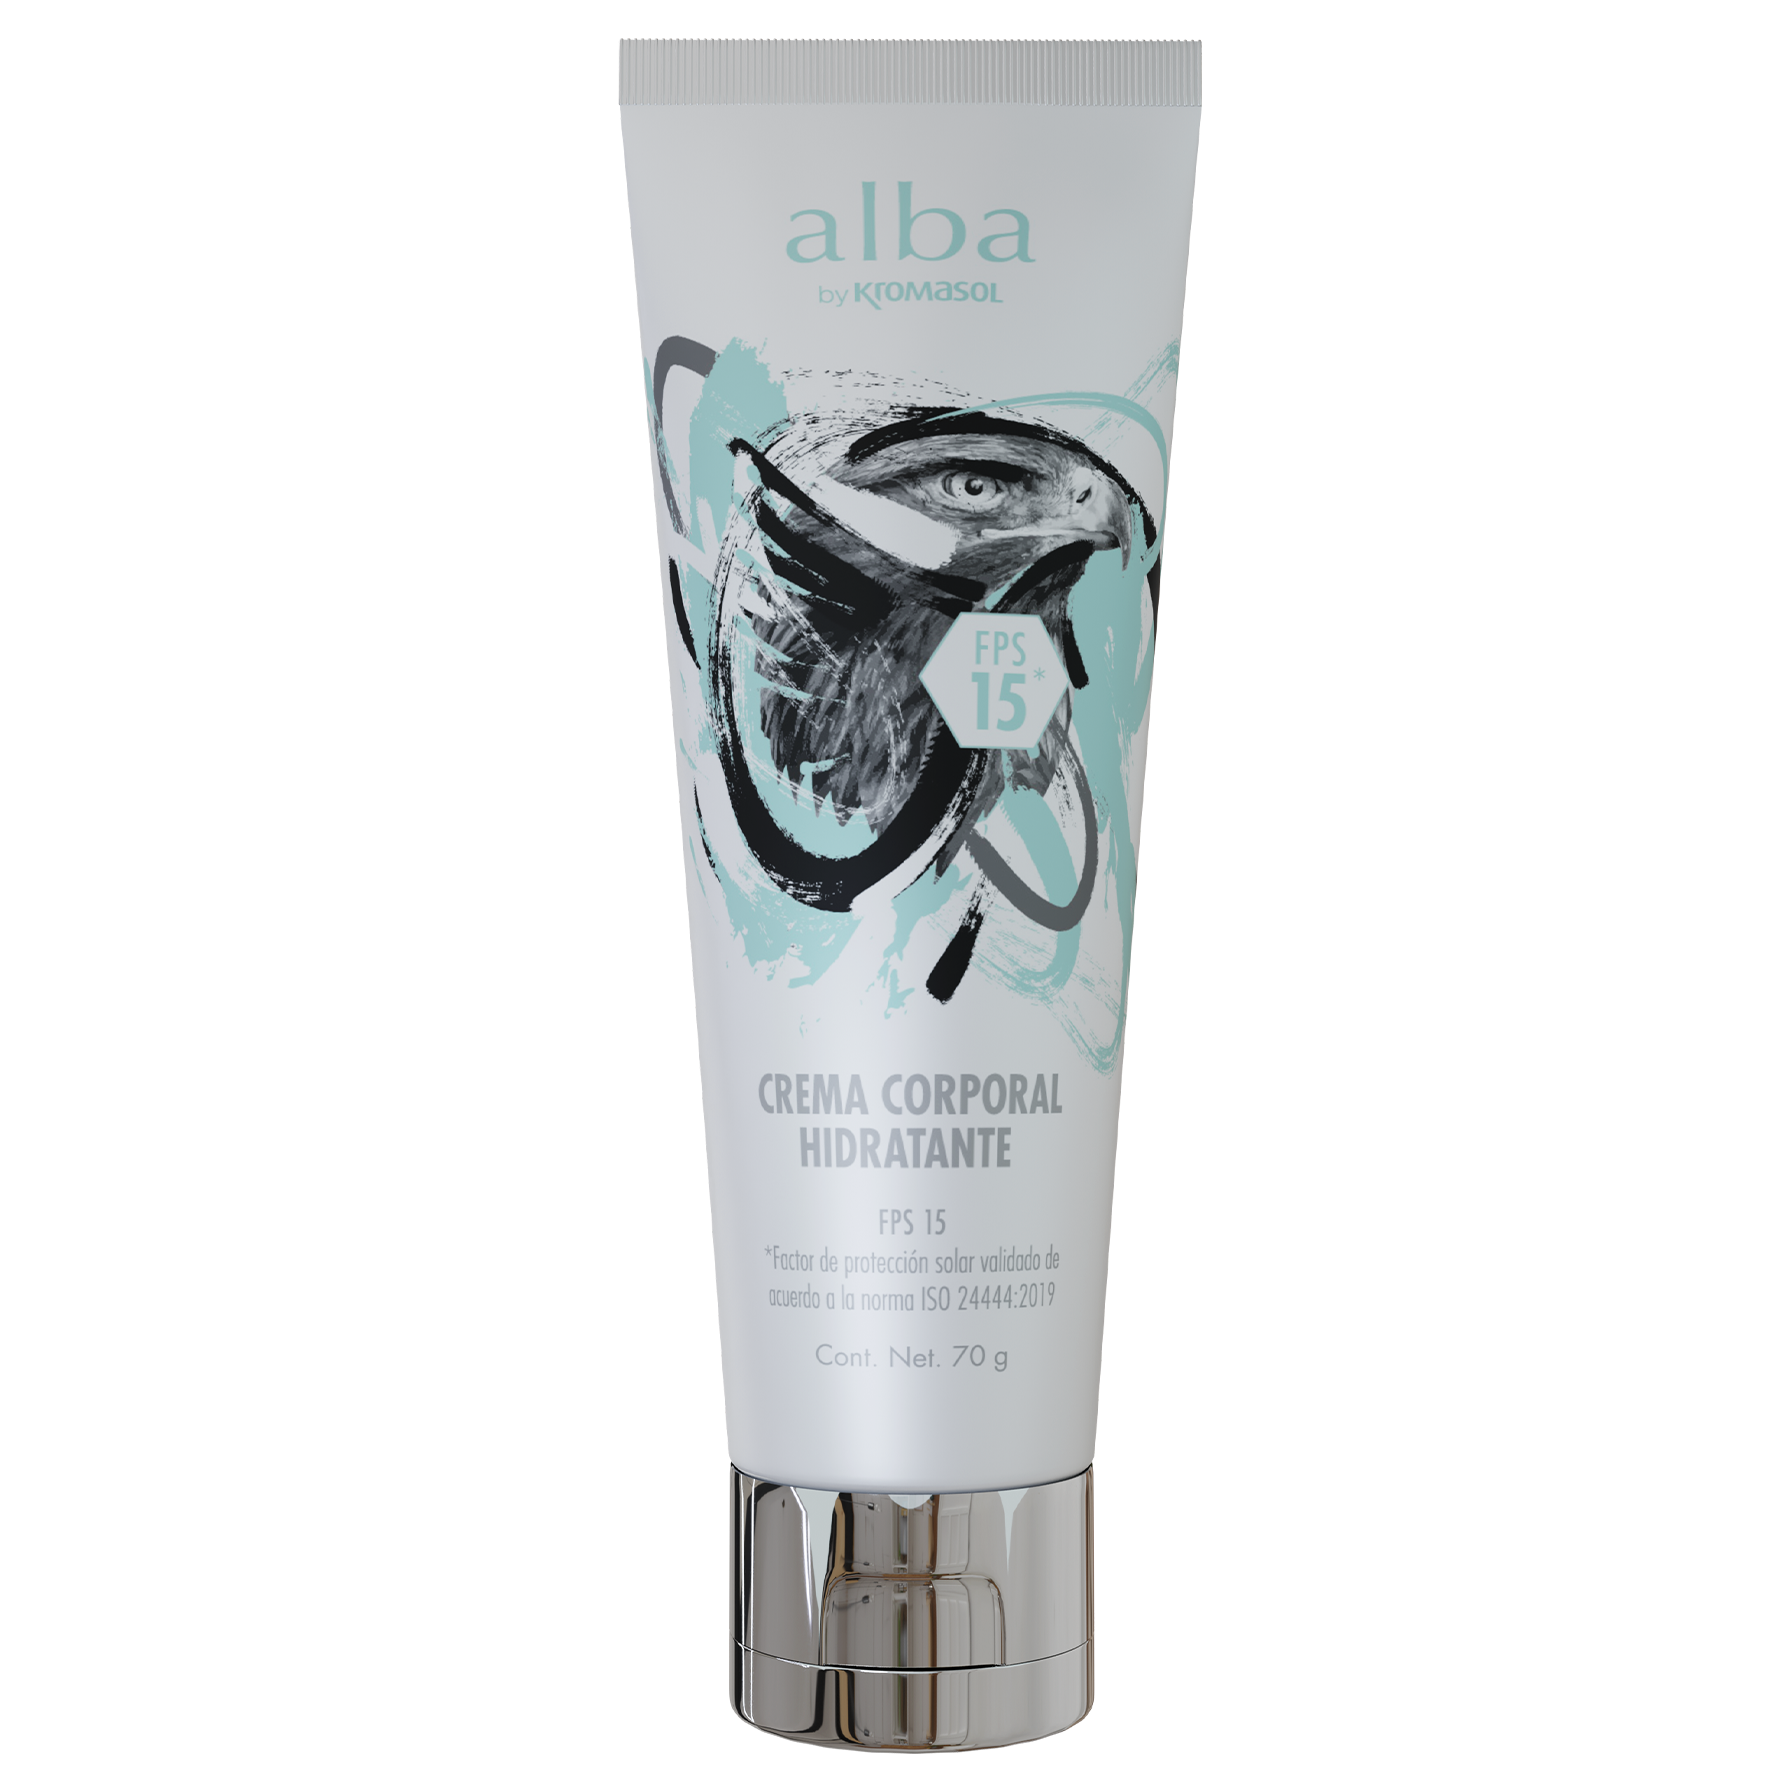 alba
by KROMASOL
FPS
15*
CREMA CORPORAL
HIDRATANTE
FPS 15
*Factor de protección solar validado de
acuerdo a la norma ISO 24444:2019
Cont. Net. 70 g